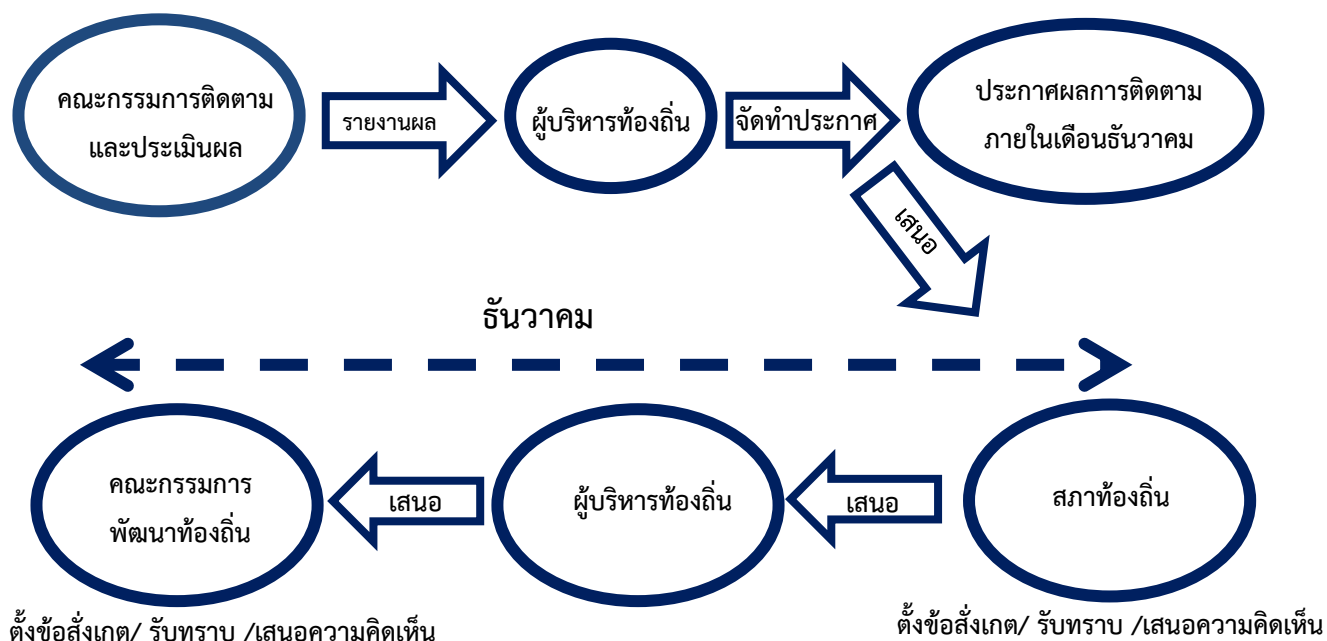 คณะกรรมการติดตาม
และประเมินผล
รายงานผล
ผู้บริหารท้องถิ่น
จัดทำประกาศ
ประกาศผลการติดตาม
ภายในเดือนธันวาคม
เสนอ
ธันวาคม
คณะกรรมการ
พัฒนาท้องถิ่น
เสนอ
ผู้บริหารท้องถิ่น
เสนอ
สภาท้องถิ่น
ตั้งข้อสั่งเกต/ รับทราบ /เสนอความคิดเห็น
ตั้งข้อสั่งเกต/ รับทราบ /เสนอความคิดเห็น